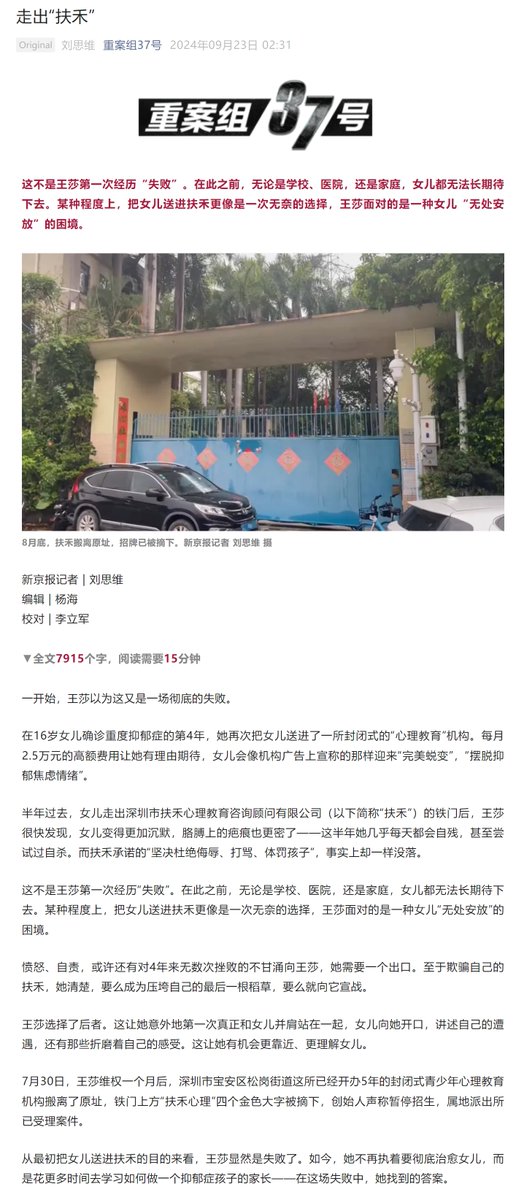 走出“扶禾”
Original 刘思维 重案组37号 2024年09月23日 02:31
重案组37号
这不是王莎第一次经历“失败”。在此之前，无论是学校、医院，还是家庭，女儿都无法长期待
下去。某种程度上，把女儿送进扶禾更像是一次无奈的选择，王莎面对的是一种女儿“无处安
放”的困境。
8月底，扶禾搬离原址，招牌已被摘下。新京报记者 刘思维 摄
新京报记者 | 刘思维
编辑 | 杨海
校对 | 李立军
▼全文7915个字，阅读需要15分钟
一开始，王莎以为这又是一场彻底的失败。
在16岁女儿确诊重度抑郁症的第4年，她再次把女儿送进了一所封闭式的“心理教育”机构。每月
2.5万元的高额费用让她有理由期待，女儿会像机构广告上宣称的那样迎来“完美蜕变”，“摆脱抑
郁焦虑情绪”。
半年过去，女儿走出深圳市扶禾心理教育咨询顾问有限公司（以下简称“扶禾”）的铁门后，王莎
很快发现，女儿变得更加沉默，胳膊上的疤痕也更密了——这半年她几乎每天都会自残，甚至尝
试过自杀。而扶禾承诺的“坚决杜绝侮辱、打骂、体罚孩子”，事实上却一样没落。
这不是王莎第一次经历“失败”。在此之前，无论是学校、医院，还是家庭，女儿都无法长期待
下去。某种程度上，把女儿送进扶禾更像是一次无奈的选择，王莎面对的是一种女儿“无处安放”的
困境。
愤怒、自责，或许还有对4年来无数次挫败的不甘涌向王莎，她需要一个出口。至于欺骗自己的
扶禾，她清楚，要么成为压垮自己的最后一根稻草，要么就向它宣战。
王莎选择了后者。这让她意外地第一次真正和女儿并肩站在一起，女儿向她开口，讲述自己的遭
遇，还有那些折磨着自己的感受。这让她有机会更靠近、更理解女儿。
7月30日，王莎维权一个月后，深圳市宝安区松岗街道这所已经开办5年的封闭式青少年心理教育
机构搬离了原址，铁门上方“扶禾心理”四个金色大字被摘下，创始人声称暂停招生，属地派出所
已受理案件。
从最初把女儿送进扶禾的目的来看，王莎显然是失败了。如今，她不再执着要彻底治愈女儿，而
是花更多时间去学习如何做一个抑郁症孩子的家长——在这场失败中，她找到的答案。